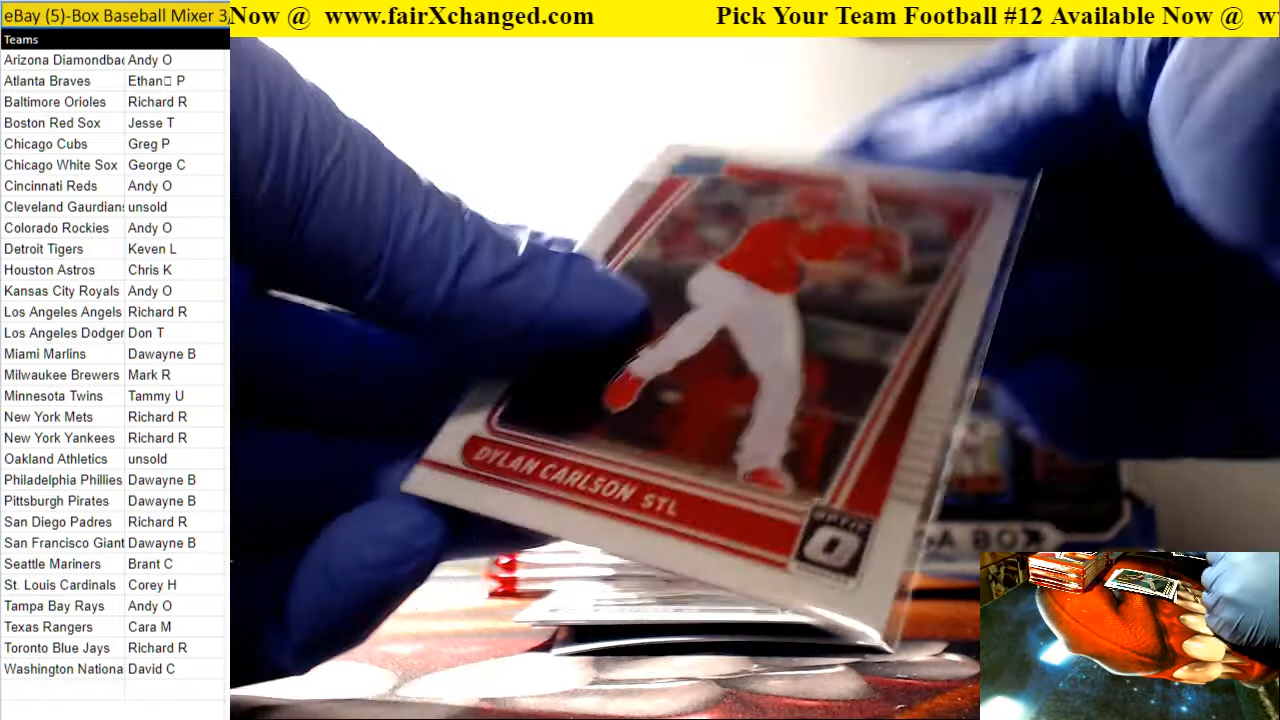 eBay (5)-Box Baseball Mixer 3
Now @ www.fairXchanged.com Pick Your Team Football #12 Available Now @ w
Teams
Arizona Diamondbac Andy O
Atlanta Braves Ethan□ P
Baltimore Orioles Richard R
Boston Red Sox Jesse T
Chicago Cubs Greg P
Chicago White Sox George C
Cincinnati Reds Andy O
Cleveland Gaurdians unsold
Colorado Rockies Andy O
Detroit Tigers Keven L
Houston Astros Chris K
Kansas City Royals Andy O
Los Angeles Angels Richard R
Los Angeles Dodger Don T
Miami Marlins Dawayne B
Milwaukee Brewers Mark R
Minnesota Twins Tammy U
New York Mets Richard R
New York Yankees Richard R
Oakland Athletics unsold
Philadelphia Phillies Dawayne B
Pittsburgh Pirates Dawayne B
San Diego Padres Richard R
San Francisco Giant Dawayne B
Seattle Mariners Brant C
St. Louis Cardinals Corey H
Tampa Bay Rays Andy O
Texas Rangers Cara M
Toronto Blue Jays Richard R
Washington Nationa David C
DYLAN CARLSON STL
OPTIC
A BOX